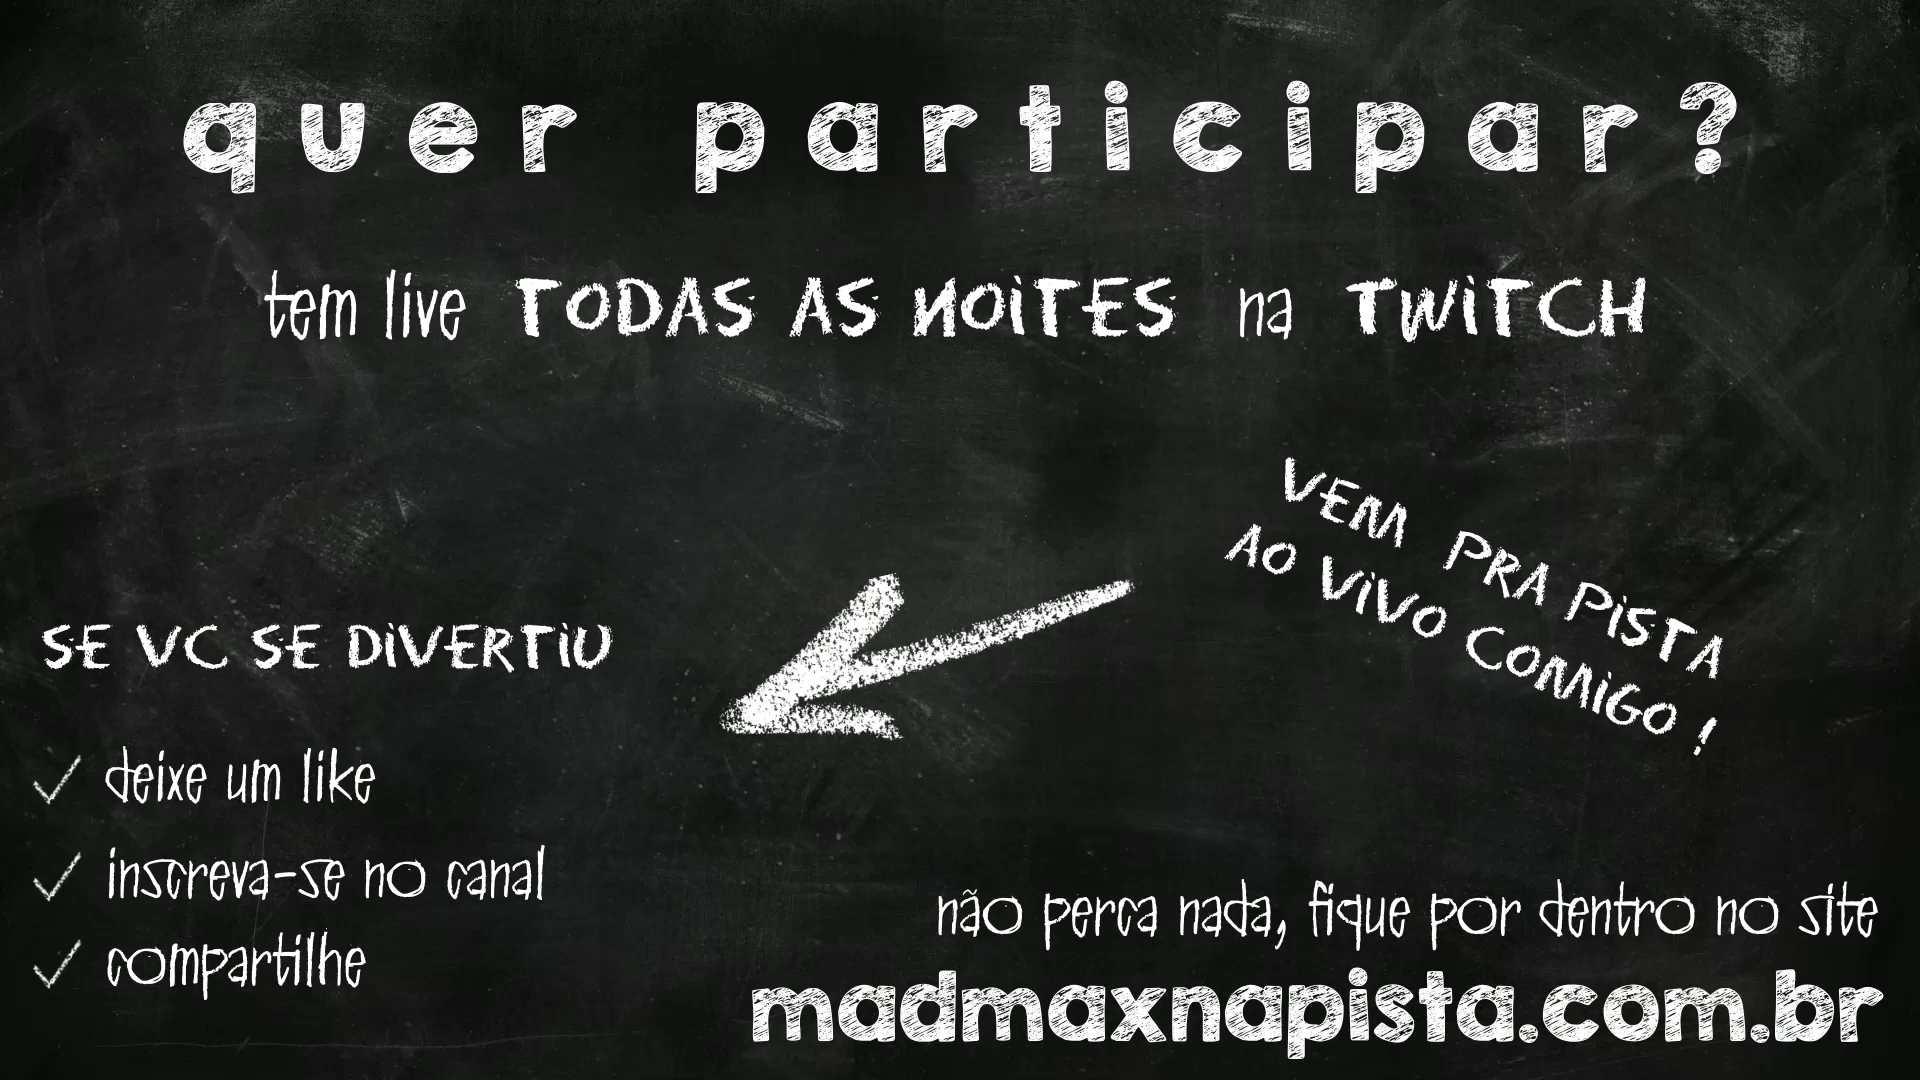 quer participar?
tem live TODAS AS NOiTES na TWiTCH
VEM PRA PiSTA
AO ViVO COMiGO !
SE VC SE DiVERTiU
deixe um like
inscreva-se no canal
compartilhe
não perca nada, fique por dentro no site
madmaxnapista.com.br